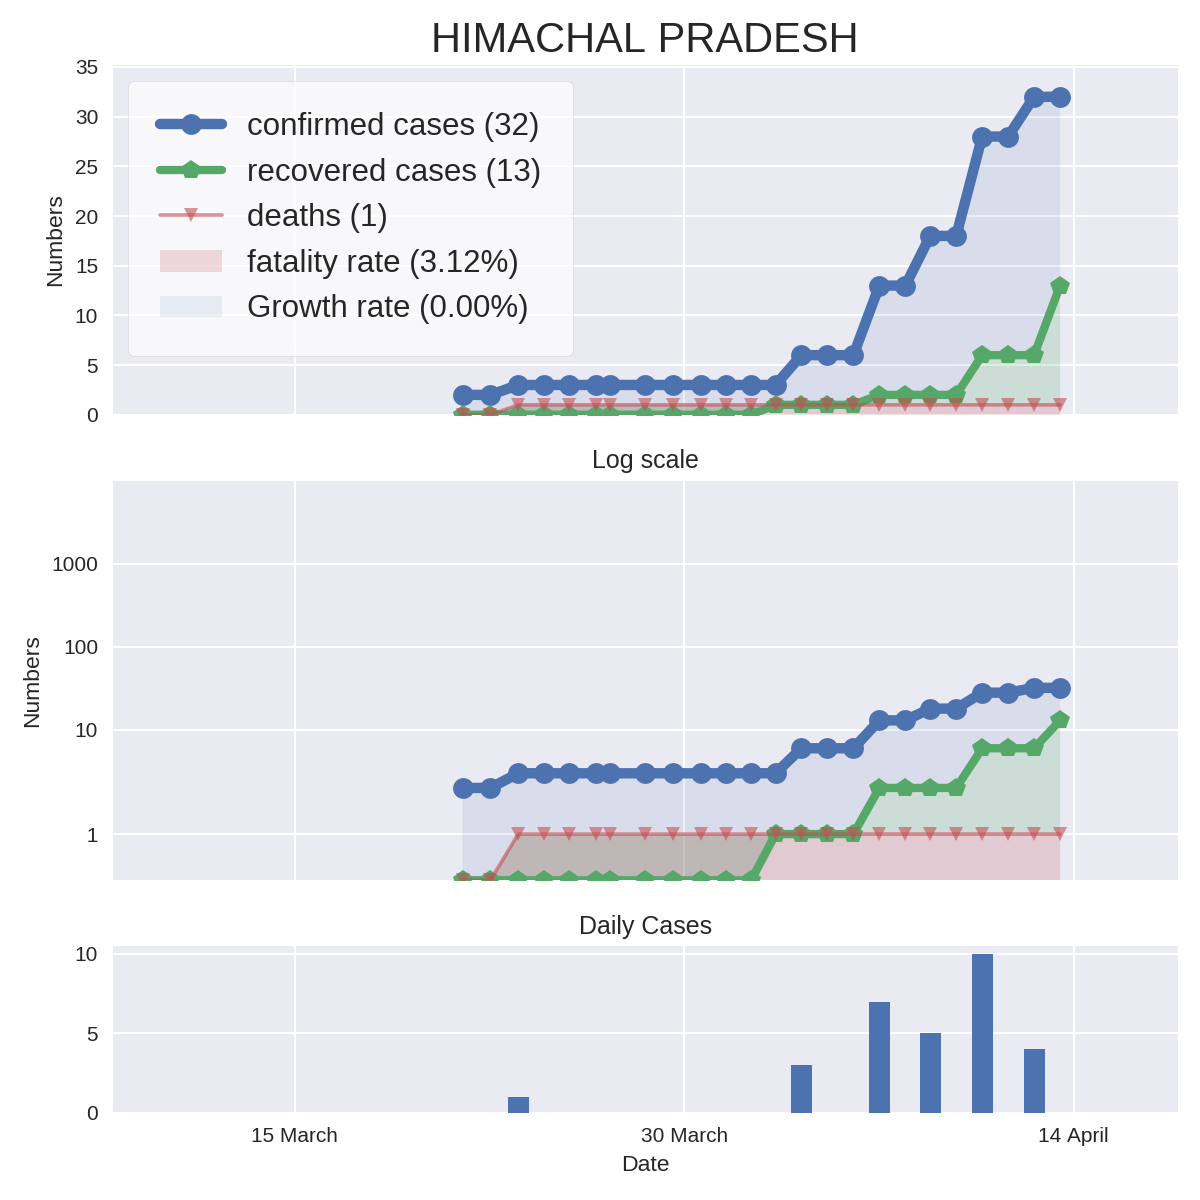 HIMACHAL PRADESH
35
30
25
20
15
10
5
0
Numbers
confirmed cases (32)
recovered cases (13)
deaths (1)
fatality rate (3.12%)
Growth rate (0.00%)
Log scale
1000
100
10
1
Numbers
Daily Cases
10
5
0
15 March 30 March 14 April
Date